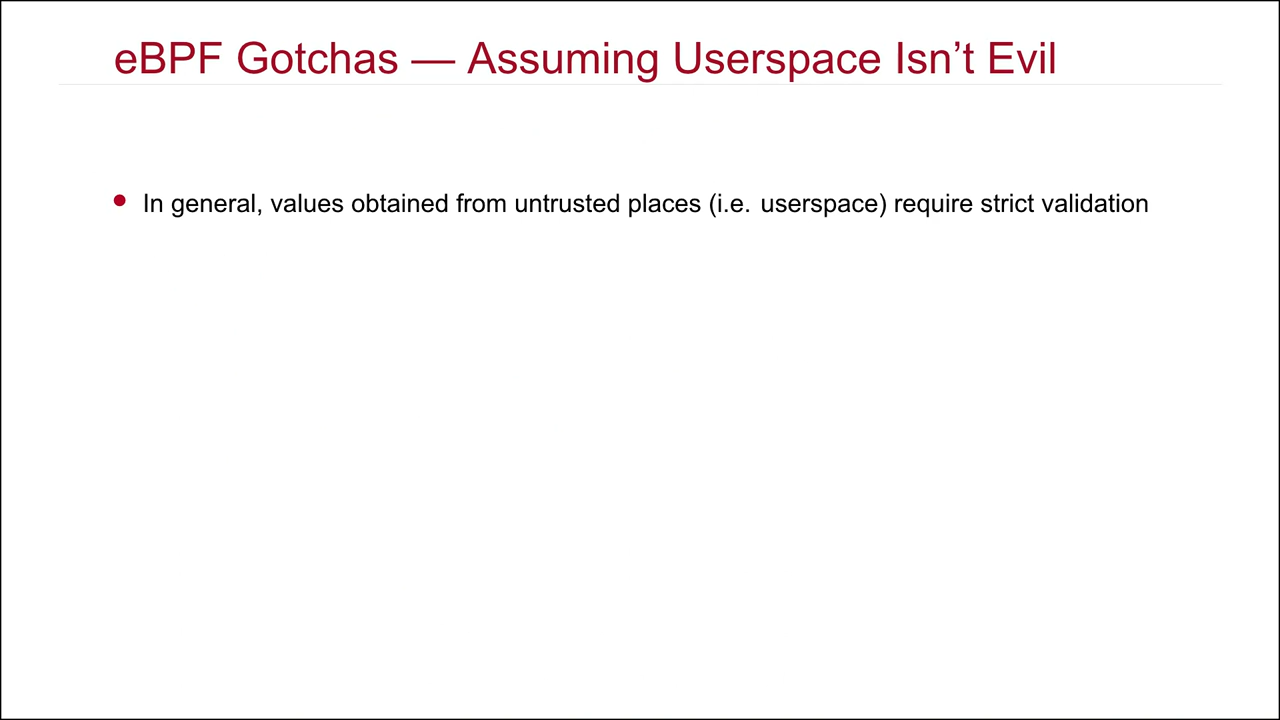 eBPF Gotchas — Assuming Userspace Isn’t Evil
In general, values obtained from untrusted places (i.e. userspace) require strict validation